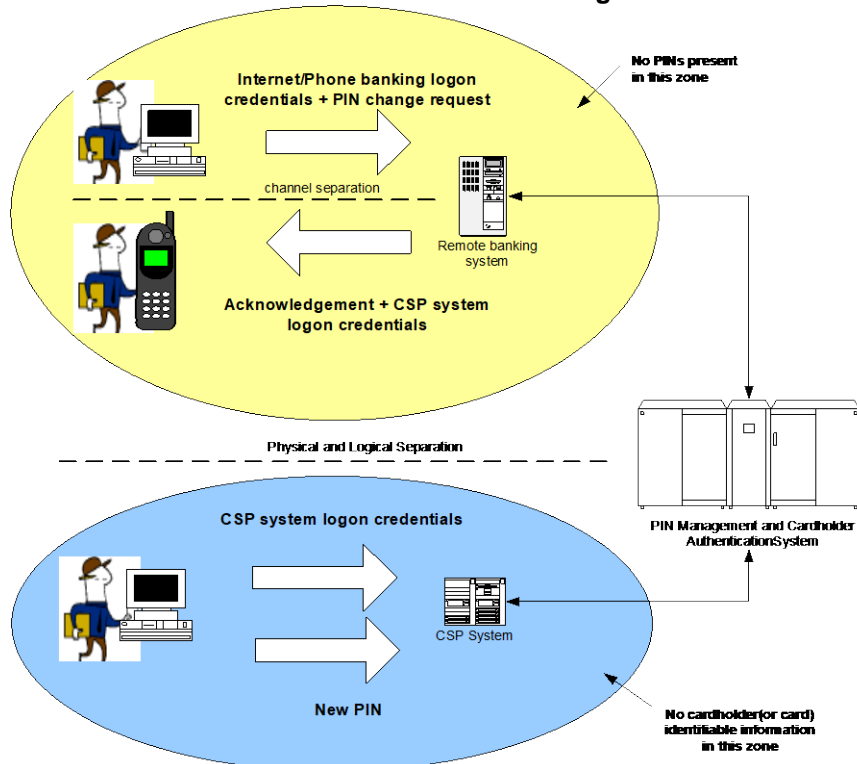 No PINs present
in this zone
Internet/Phone banking logon
credentials + PIN change request
channel separation
Remote banking
system
Acknowledgement + CSP system
logon credentials
Physical and Logical Separation
PIN Management and Cardholder
AuthenticationSystem
CSP system logon credentials
CSP System
New PIN
No cardholder(or card)
identifiable information
in this zone